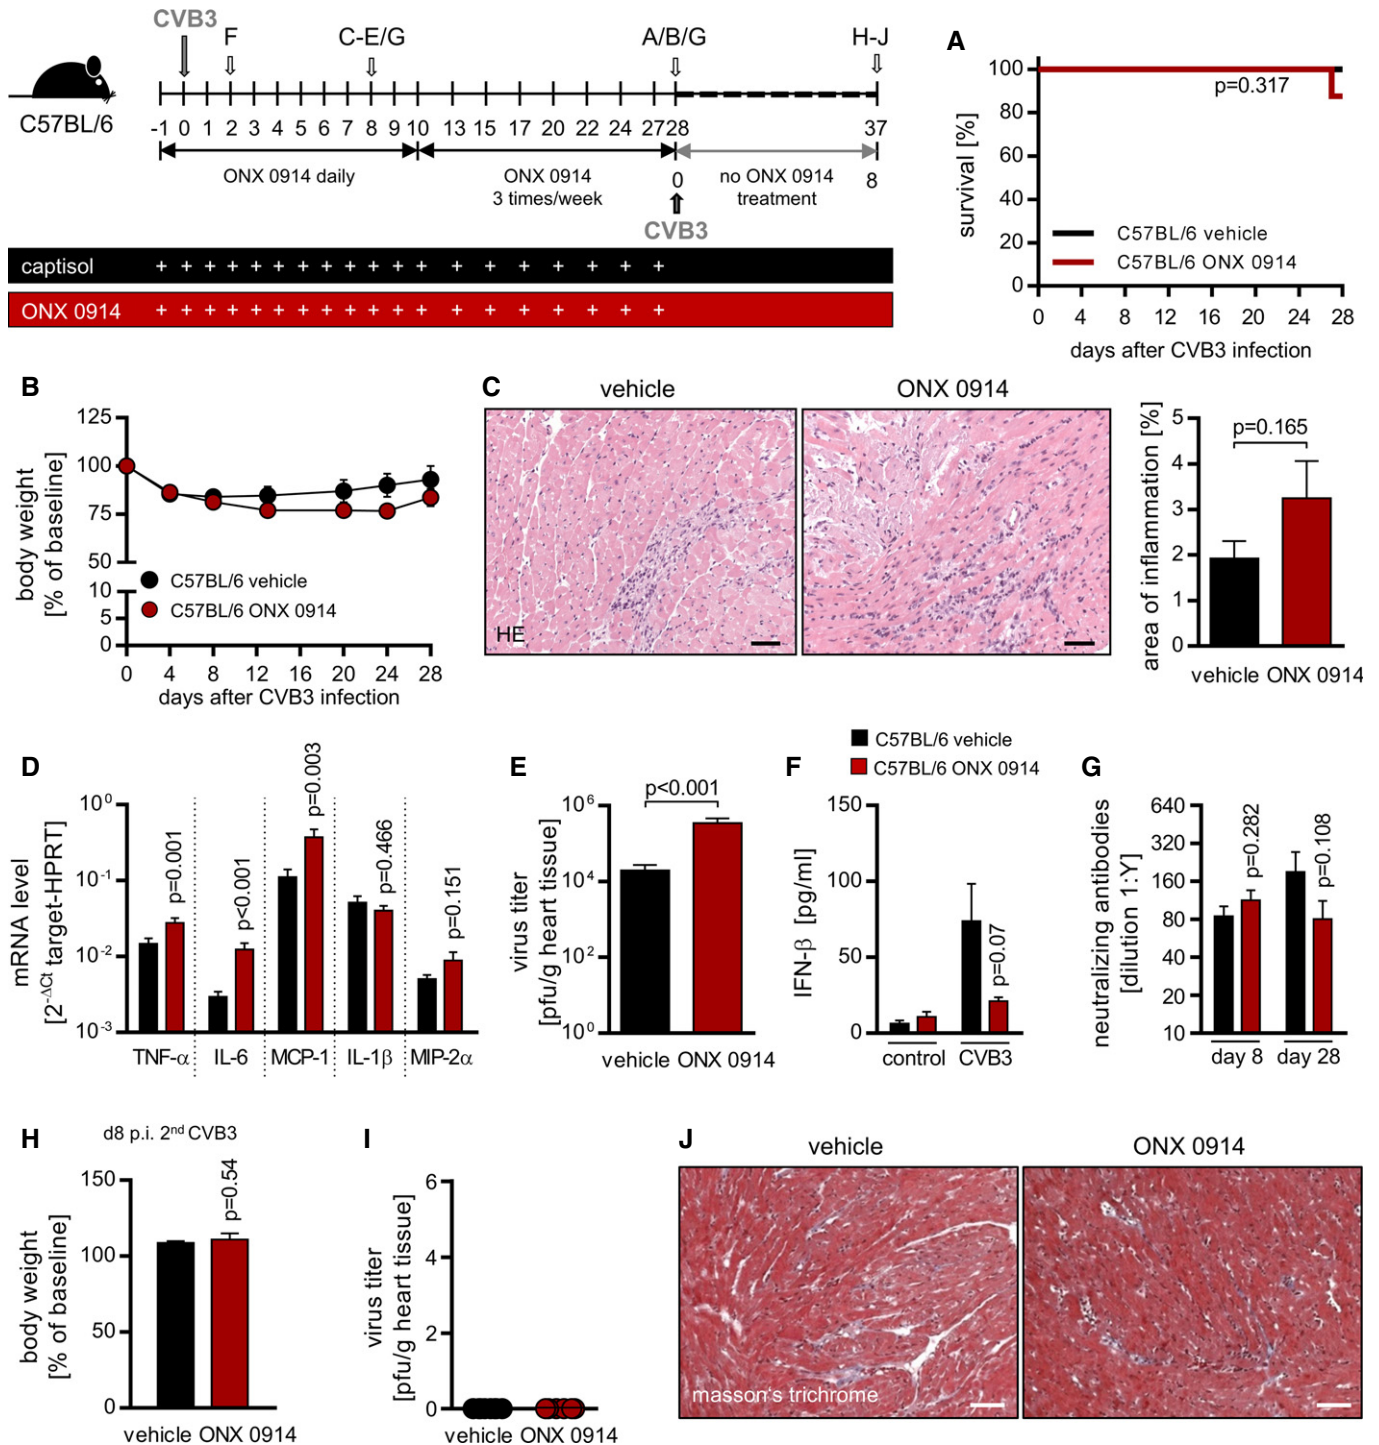 CVB3
F
C-E/G
A/B/G
H-J
C57BL/6
-1 0 1 2 3 4 5 6 7 8 9 10 13 15 17 20 22 24 27 28 37
ONX 0914 daily
ONX 0914
3 times/week
0
no ONX 0914
treatment
8
CVB3
captisol + + + + + + + + + + + + + + + + + + +
ONX 0914 + + + + + + + + + + + + + + + + + + +
A
survival [%]
100
80
60
40
20
0
p=0.317
C57BL/6 vehicle
C57BL/6 ONX 0914
0 4 8 12 16 20 24 28
days after CVB3 infection
B
body weight
[% of baseline]
125
100
75
50
10
5
0
C57BL/6 vehicle
C57BL/6 ONX 0914
0 4 8 12 16 20 24 28
days after CVB3 infection
C
vehicle
ONX 0914
HE
area of inflammation [%]
5
4
3
2
1
0
p=0.165
vehicle ONX 0914
D
mRNA level
[2-ΔCt target-HPRT]
10⁰
10⁻¹
10⁻²
10⁻³
p=0.001
p<0.001
p=0.003
p=0.466
p=0.151
TNF-α IL-6 MCP-1 IL-1β MIP-2α
E
virus titer
[pfu/g heart tissue]
10⁶
10⁴
10²
10⁰
p<0.001
vehicle ONX 0914
C57BL/6 vehicle
C57BL/6 ONX 0914
F
IFN-β [pg/ml]
150
100
50
0
p=0.07
control CVB3
G
neutralizing antibodies
[dilution 1:Y]
640
320
160
80
40
20
10
p=0.282
p=0.108
day 8 day 28
H
d8 p.i. 2nd CVB3
body weight
[% of baseline]
150
100
50
0
p=0.54
vehicle ONX 0914
I
virus titer
[pfu/g heart tissue]
6
4
2
0
vehicle ONX 0914
J
vehicle
ONX 0914
masson's trichrome